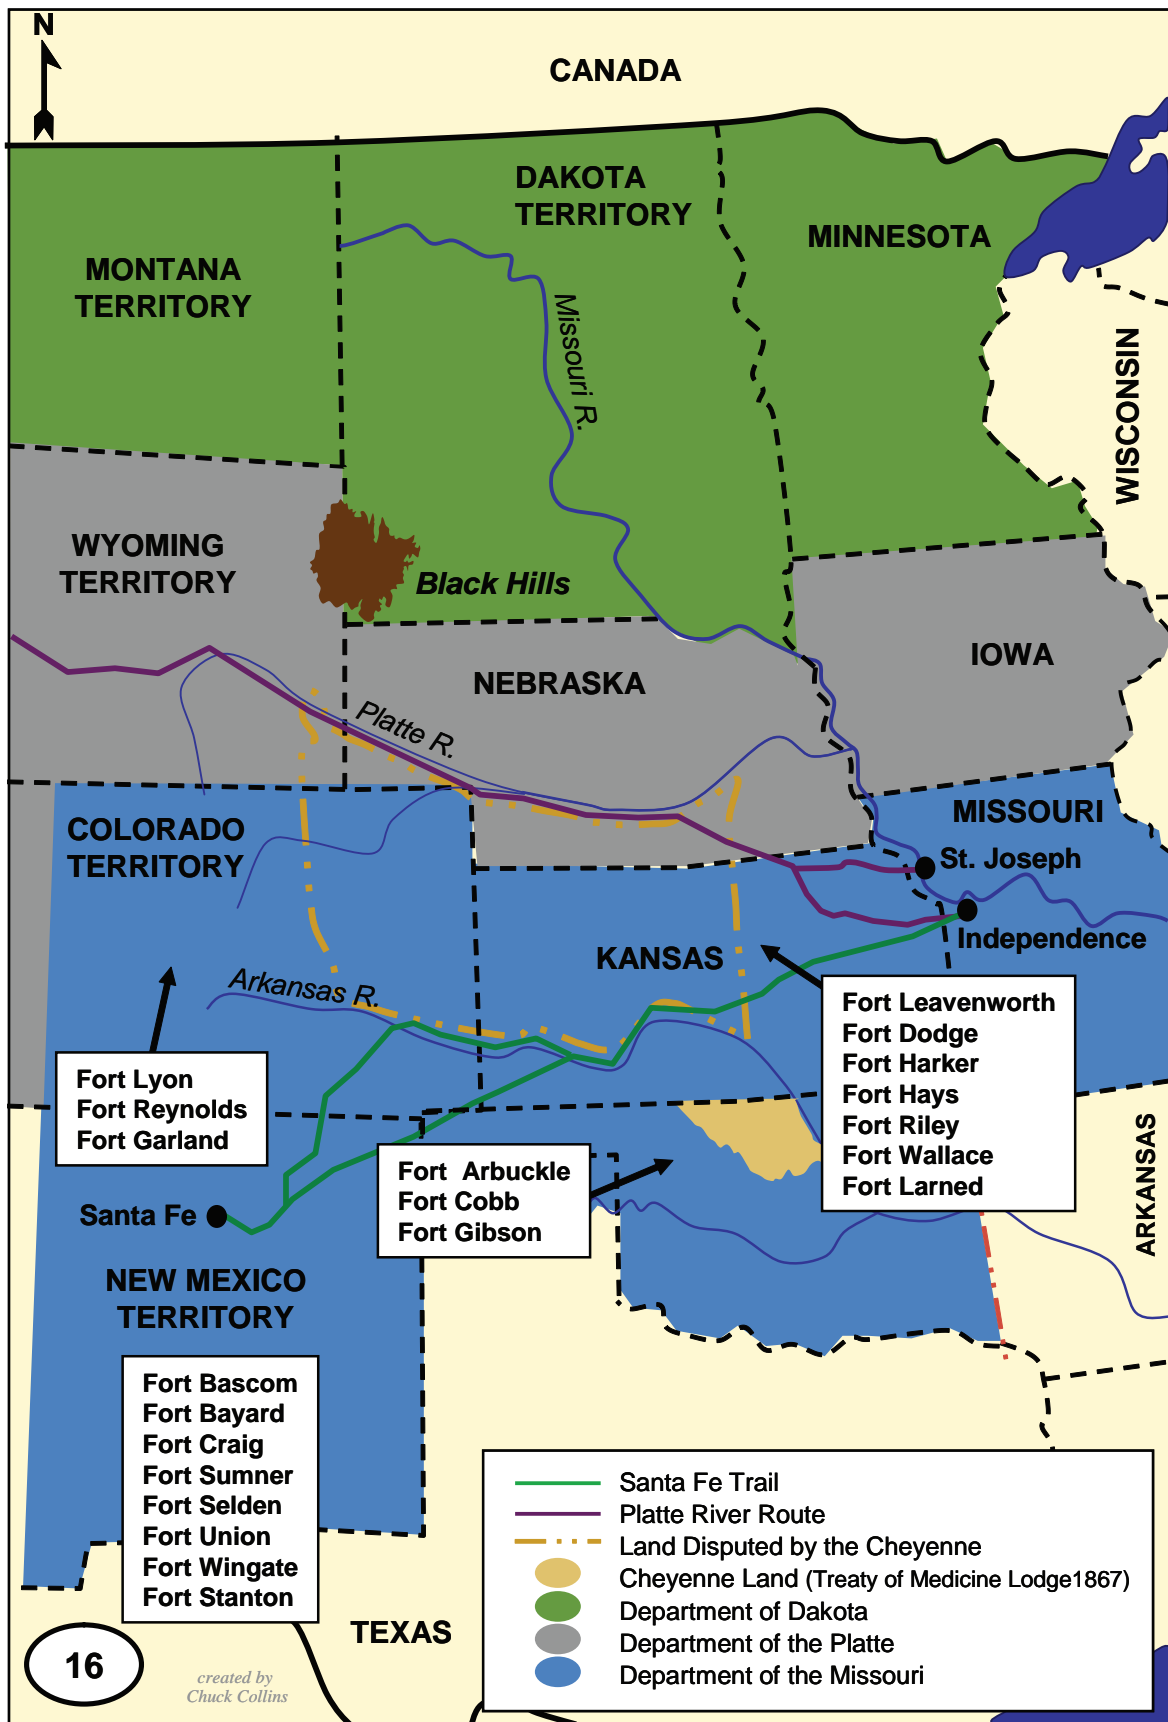 N
CANADA
DAKOTA
TERRITORY
MINNESOTA
MONTANA
TERRITORY
Missouri R.
WISCONSIN
WYOMING
TERRITORY
Black Hills
IOWA
NEBRASKA
Platte R.
MISSOURI
COLORADO
TERRITORY
St. Joseph
Independence
KANSAS
Arkansas R.
Fort Leavenworth
Fort Dodge
Fort Harker
Fort Hays
Fort Riley
Fort Wallace
Fort Larned
Fort Lyon
Fort Reynolds
Fort Garland
ARKANSAS
Fort Arbuckle
Fort Cobb
Fort Gibson
Santa Fe
NEW MEXICO
TERRITORY
Fort Bascom
Fort Bayard
Fort Craig
Fort Sumner
Fort Selden
Fort Union
Fort Wingate
Fort Stanton
Santa Fe Trail
Platte River Route
Land Disputed by the Cheyenne
Cheyenne Land (Treaty of Medicine Lodge1867)
Department of Dakota
Department of the Platte
Department of the Missouri
TEXAS
16
created by
Chuck Collins